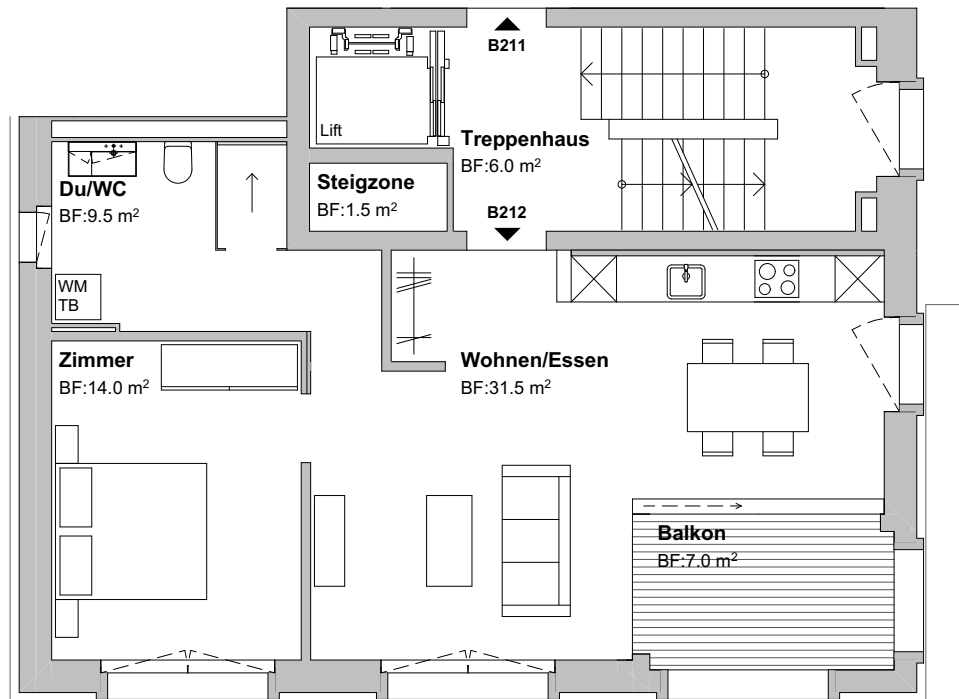 B211
Lift
Treppenhaus
BF:6.0 m²
Du/WC
BF:9.5 m²
Steigzone
BF:1.5 m²
B212
WM
TB
Zimmer
BF:14.0 m²
Wohnen/Essen
BF:31.5 m²
Balkon
BF:7.0 m²